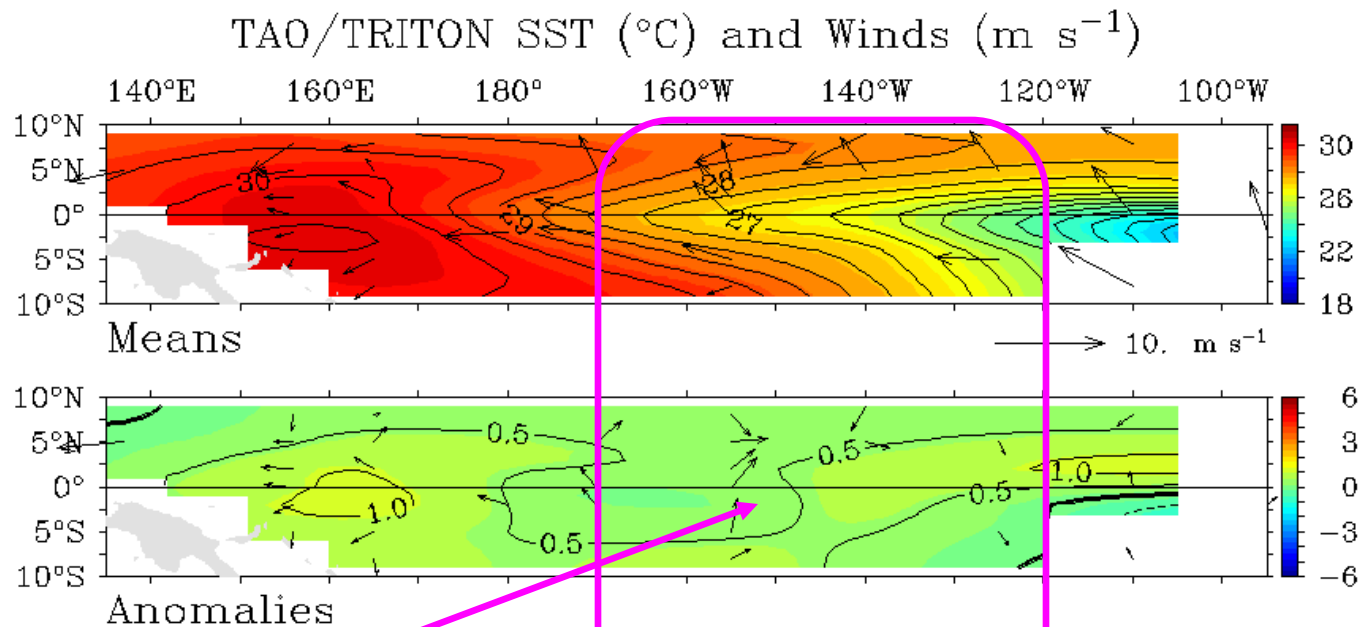 TAO/TRITON SST (°C) and Winds (m s⁻¹)
140°E 160°E 180° 160°W 140°W 120°W 100°W
10°N
5°N
0°
5°S
10°S
30
29
28
27
30
26
22
18
Means
10. m s⁻¹
10°N
5°N
0°
5°S
10°S
0.5
0.5
1.0
0.5
1.0
0.5
6
3
0
−3
−6
Anomalies